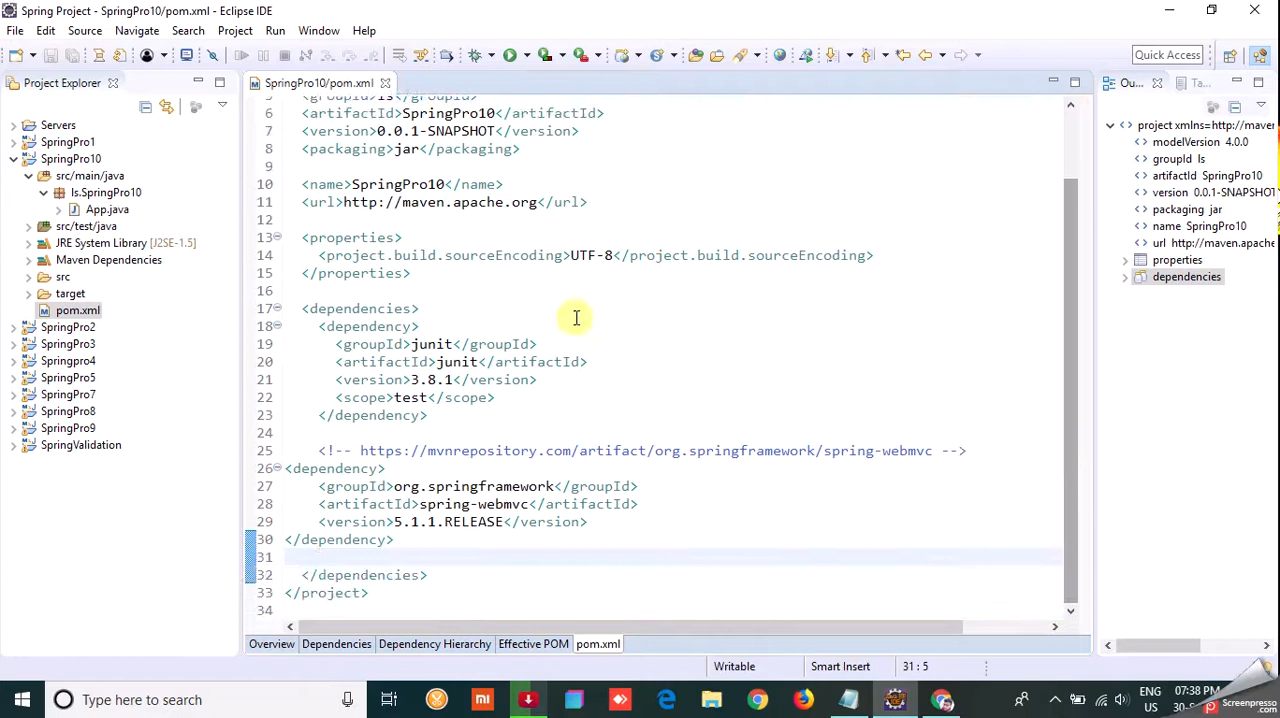 Spring Project - SpringPro10/pom.xml - Eclipse IDE
File Edit Source Navigate Search Project Run Window Help
Quick Access
Project Explorer
SpringPro10/pom.xml
Ou...
Ta...
Servers
SpringPro1
SpringPro10
src/main/java
ls.SpringPro10
App.java
src/test/java
JRE System Library [J2SE-1.5]
Maven Dependencies
src
target
pom.xml
SpringPro2
SpringPro3
Springpro4
SpringPro5
SpringPro7
SpringPro8
SpringPro9
SpringValidation
5 <groupId>ls</groupId>
6 <artifactId>SpringPro10</artifactId>
7 <version>0.0.1-SNAPSHOT</version>
8 <packaging>jar</packaging>
9
10 <name>SpringPro10</name>
11 <url>http://maven.apache.org</url>
12
13 <properties>
14 <project.build.sourceEncoding>UTF-8</project.build.sourceEncoding>
15 </properties>
16
17 <dependencies>
18 <dependency>
19 <groupId>junit</groupId>
20 <artifactId>junit</artifactId>
21 <version>3.8.1</version>
22 <scope>test</scope>
23 </dependency>
24
25 <!-- https://mvnrepository.com/artifact/org.springframework/spring-webmvc -->
26 <dependency>
27 <groupId>org.springframework</groupId>
28 <artifactId>spring-webmvc</artifactId>
29 <version>5.1.1.RELEASE</version>
30 </dependency>
31
32 </dependencies>
33 </project>
34
project xmlns=http://maven
modelVersion 4.0.0
groupId ls
artifactId SpringPro10
version 0.0.1-SNAPSHOT
packaging jar
name SpringPro10
url http://maven.apache
properties
dependencies
Overview Dependencies Dependency Hierarchy Effective POM pom.xml
Writable Smart Insert 31 : 5
Type here to search
ENG
US
07:38 PM
Screenpresso
.com